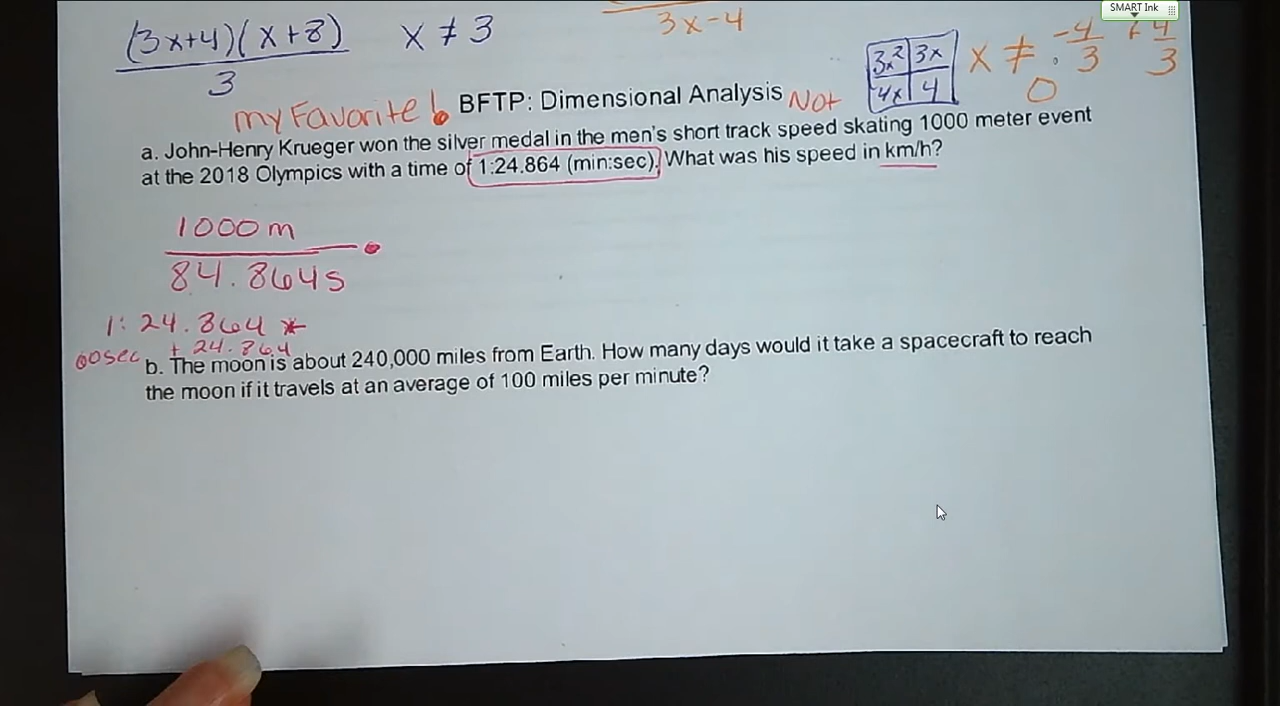 SMART Ink
(3x+4)(x+8) x ≠ 3
3
3x-4
3x² 3x
4x 4
x ≠ -4/3 +4/3
0
my Favorite! BFTP: Dimensional Analysis Not
a. John-Henry Krueger won the silver medal in the men's short track speed skating 1000 meter event
at the 2018 Olympics with a time of 1:24.864 (min:sec). What was his speed in km/h?
1000 m
84.864 s
1: 24.864 *
60sec + 24.864
b. The moon is about 240,000 miles from Earth. How many days would it take a spacecraft to reach
the moon if it travels at an average of 100 miles per minute?